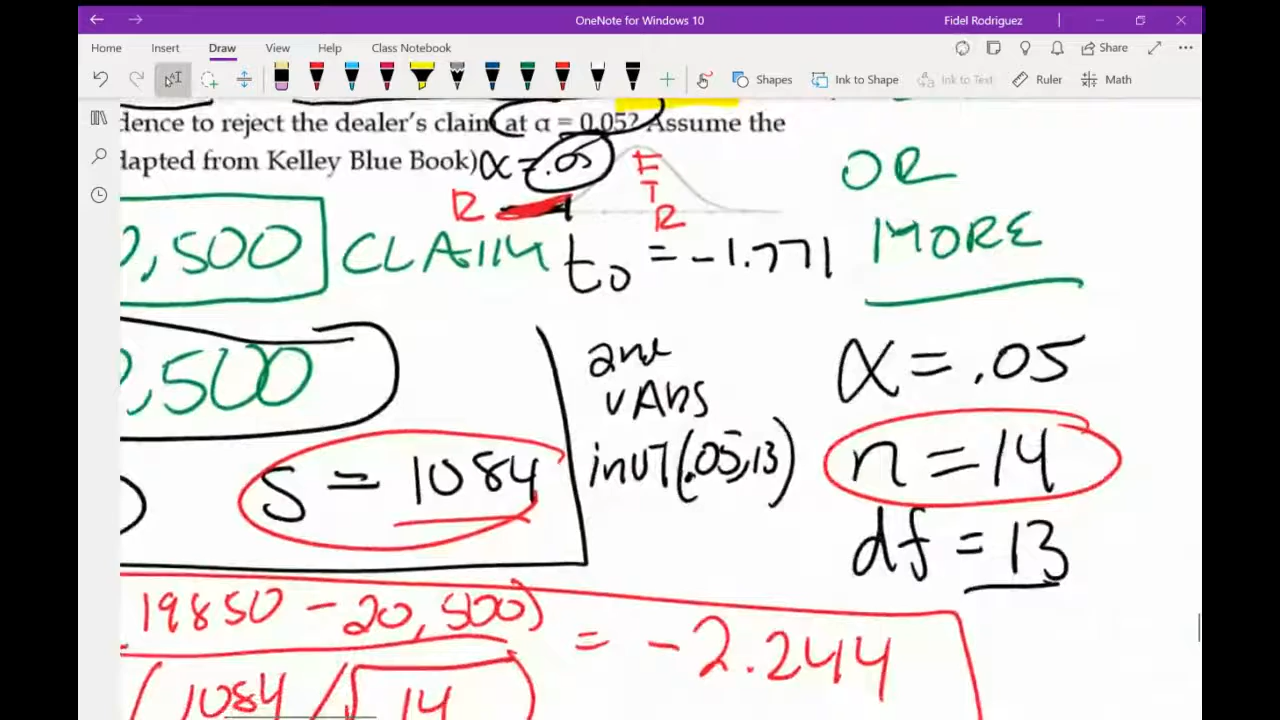 OneNote for Windows 10
Fidel Rodriguez
Home Insert Draw View Help Class Notebook
Share
Shapes Ink to Shape Ink to Text Ruler Math
dence to reject the dealer's claim at α = 0.05? Assume the
dapted from Kelley Blue Book) α = .05
R
F
T
R
OR
MORE
0,500 CLAIM t0 = -1.771
,500
2nd
VARS
invT(.05,13)
α = .05
n = 14
df = 13
S = 1084
19850 - 20,500) = -2.244
(1084/√14)